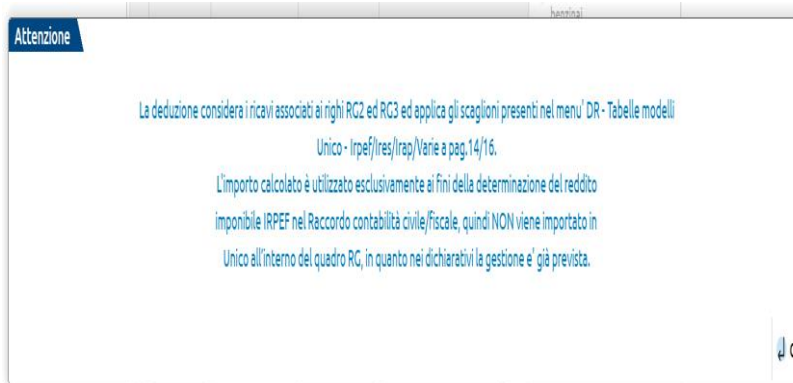 benzinai
Attenzione
La deduzione considera i ricavi associati ai righi RG2 ed RG3 ed applica gli scaglioni presenti nel menu' DR - Tabelle modelli
Unico - Irpef/Ires/Irap/Varie a pag.14/16.
L'importo calcolato è utilizzato esclusivamente ai fini della determinazione del reddito
imponibile IRPEF nel Raccordo contabilità civile/fiscale, quindi NON viene importato in
Unico all'interno del quadro RG, in quanto nei dichiarativi la gestione e' già prevista.